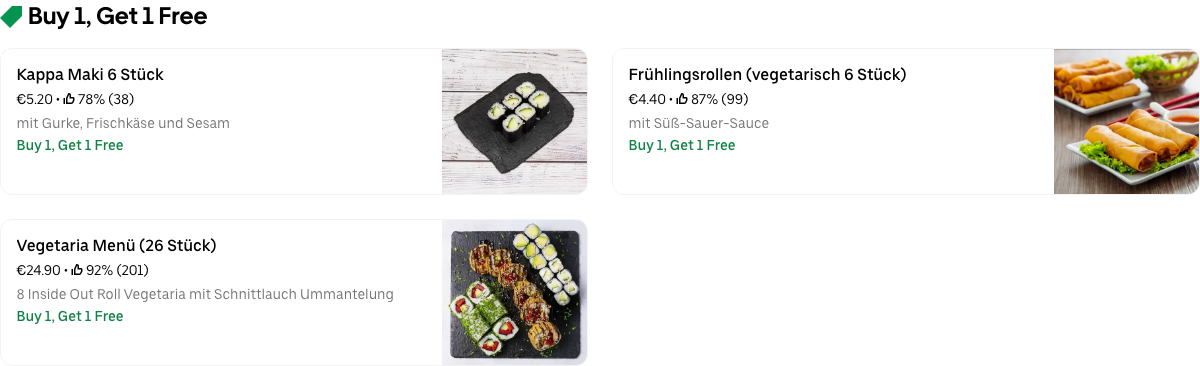 Buy 1, Get 1 Free
Kappa Maki 6 Stück
€5.20 • 78% (38)
mit Gurke, Frischkäse und Sesam
Buy 1, Get 1 Free
Frühlingsrollen (vegetarisch 6 Stück)
€4.40 • 87% (99)
mit Süß-Sauer-Sauce
Buy 1, Get 1 Free
Vegetaria Menü (26 Stück)
€24.90 • 92% (201)
8 Inside Out Roll Vegetaria mit Schnittlauch Ummantelung
Buy 1, Get 1 Free